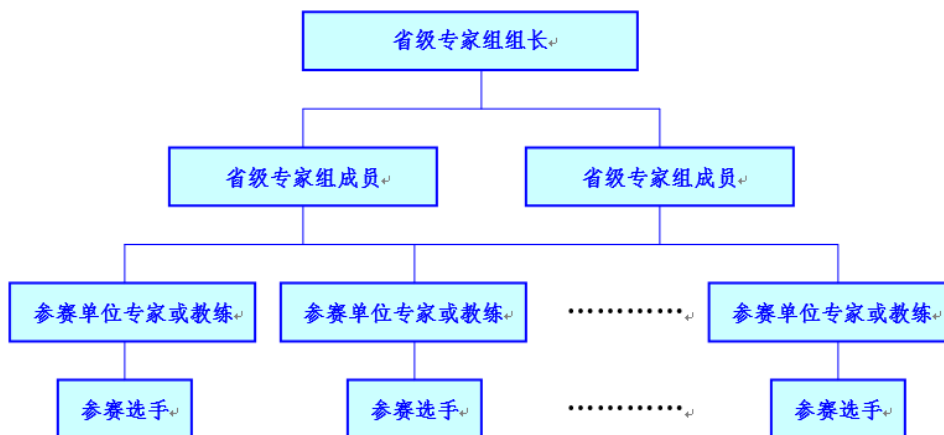 省级专家组组长
省级专家组成员 省级专家组成员
参赛单位专家或教练 参赛单位专家或教练 ………… 参赛单位专家或教练
参赛选手 参赛选手 ………… 参赛选手